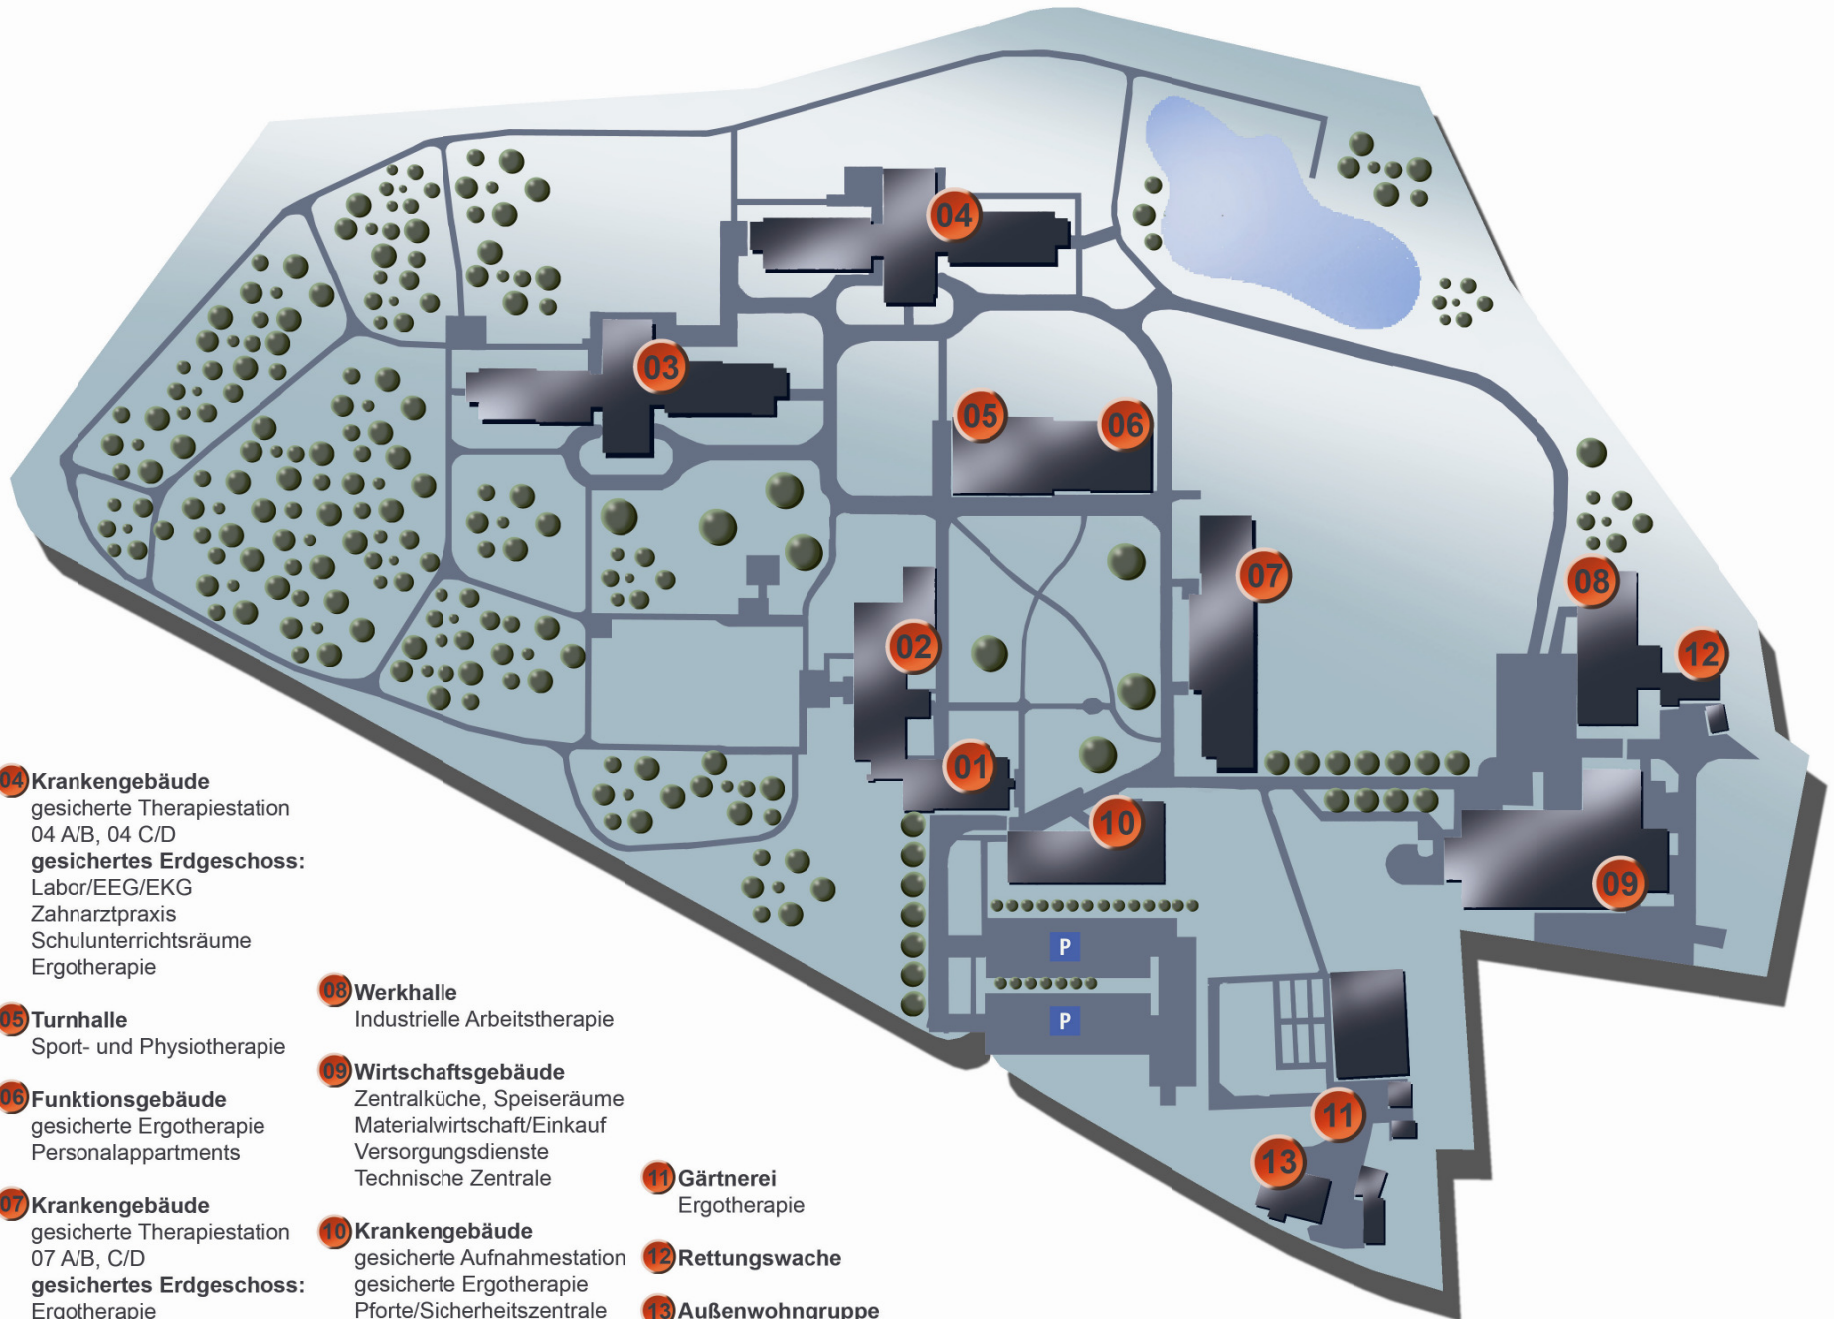 04
03
05
06
07
08
02
12
01
10
09
P
P
11
13
04 Krankengebäude
gesicherte Therapiestation
04 A/B, 04 C/D
gesichertes Erdgeschoss:
Labor/EEG/EKG
Zahnarztpraxis
Schulunterrichtsräume
Ergotherapie
05 Turnhalle
Sport- und Physiotherapie
06 Funktionsgebäude
gesicherte Ergotherapie
Personalappartments
07 Krankengebäude
gesicherte Therapiestation
07 A/B, C/D
gesichertes Erdgeschoss:
Ergotherapie
08 Werkhalle
Industrielle Arbeitstherapie
09 Wirtschaftsgebäude
Zentralküche, Speiseräume
Materialwirtschaft/Einkauf
Versorgungsdienste
Technische Zentrale
10 Krankengebäude
gesicherte Aufnahmestation
gesicherte Ergotherapie
Pforte/Sicherheitszentrale
11 Gärtnerei
Ergotherapie
12 Rettungswache
13 Außenwohngruppe